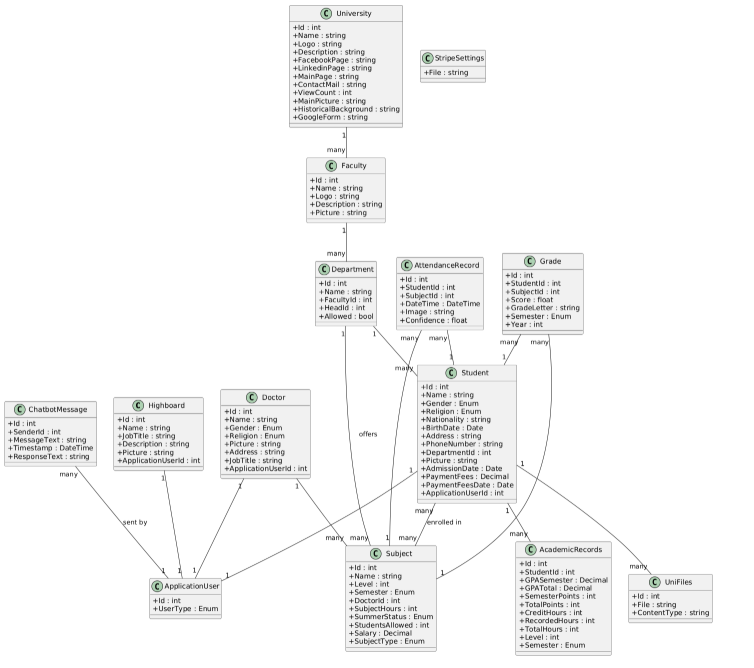 C University
+Id : int
+Name : string
+Logo : string
+Description : string
+FacebookPage : string
+LinkedinPage : string
+MainPage : string
+ContactMail : string
+ViewCount : int
+MainPicture : string
+HistoricalBackground : string
+GoogleForm : string
C StripeSettings
+File : string
1
many
C Faculty
+Id : int
+Name : string
+Logo : string
+Description : string
+Picture : string
1
many
C Department
+Id : int
+Name : string
+FacultyId : int
+HeadId : int
+Allowed : bool
C AttendanceRecord
+Id : int
+StudentId : int
+SubjectId : int
+DateTime : DateTime
+Image : string
+Confidence : float
C Grade
+Id : int
+StudentId : int
+SubjectId : int
+Score : float
+GradeLetter : string
+Semester : Enum
+Year : int
1
1
many
many
many
many
many
1
1
C Student
+Id : int
+Name : string
+Gender : Enum
+Religion : Enum
+Nationality : string
+BirthDate : Date
+Address : string
+PhoneNumber : string
+DepartmentId : int
+Picture : string
+AdmissionDate : Date
+PaymentFees : Decimal
+PaymentFeesDate : Date
+ApplicationUserId : int
C ChatbotMessage
+Id : int
+SenderId : int
+MessageText : string
+Timestamp : DateTime
+ResponseText : string
C Highboard
+Id : int
+Name : string
+JobTitle : string
+Description : string
+Picture : string
+ApplicationUserId : int
C Doctor
+Id : int
+Name : string
+Gender : Enum
+Religion : Enum
+Picture : string
+Address : string
+JobTitle : string
+ApplicationUserId : int
offers
many
1
1
1
1
1
many
1
sent by
enrolled in
many
many
1
many
many
many
1
1
1
1
1
many
C ApplicationUser
+Id : int
+UserType : Enum
C Subject
+Id : int
+Name : string
+Level : int
+Semester : Enum
+DoctorId : int
+SubjectHours : int
+SummerStatus : Enum
+StudentsAllowed : int
+Salary : Decimal
+SubjectType : Enum
C AcademicRecords
+Id : int
+StudentId : int
+GPASemester : Decimal
+GPATotal : Decimal
+SemesterPoints : int
+TotalPoints : int
+CreditHours : int
+RecordedHours : int
+TotalHours : int
+Level : int
+Semester : Enum
C UniFiles
+Id : int
+File : string
+ContentType : string